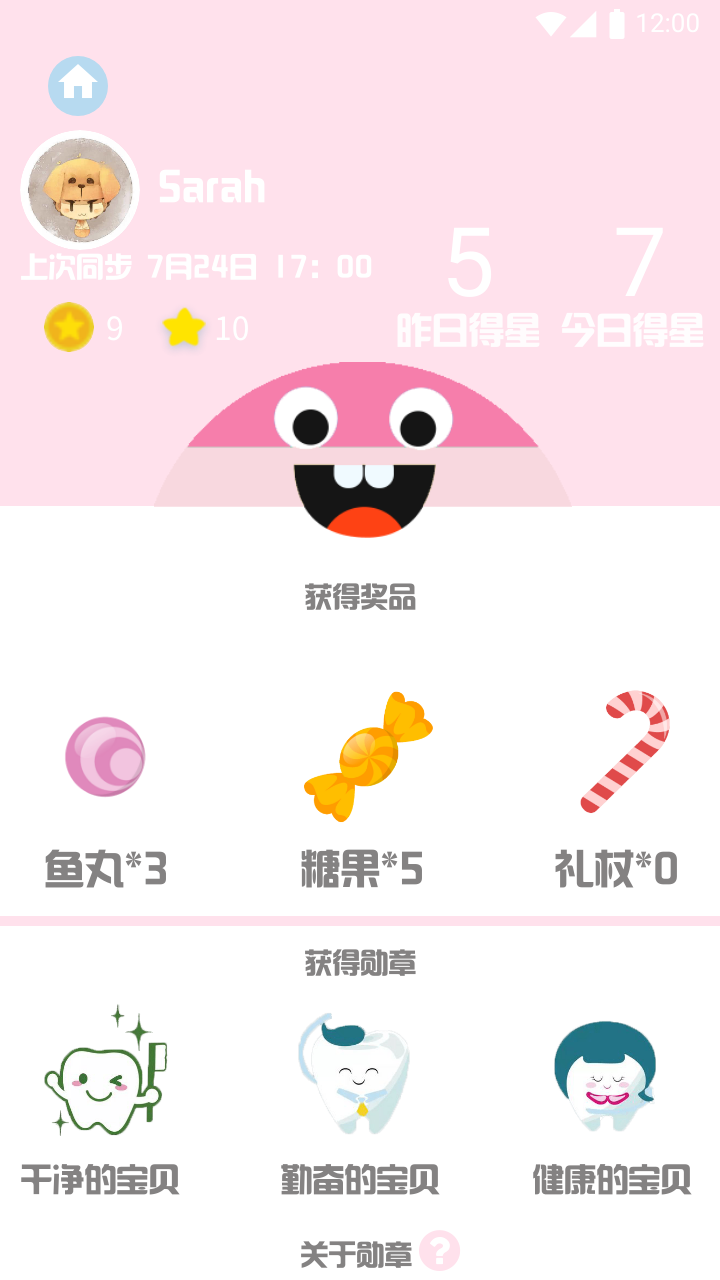 12:00
Sarah
上次同步 7月24日 17：00
5 7
昨日得星 今日得星
9 10
获得奖品
鱼丸*3 糖果*5 礼杖*0
获得勋章
干净的宝贝 勤奋的宝贝 健康的宝贝
关于勋章 ?